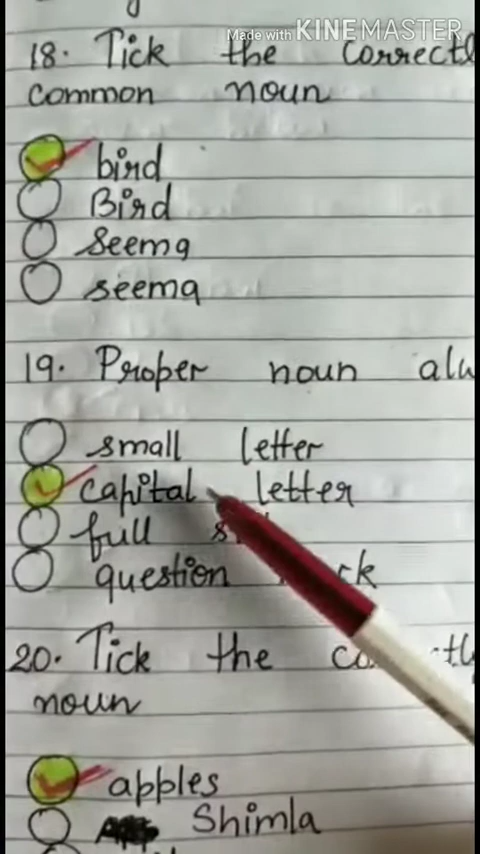 Made with KINEMASTER
18. Tick the correctl
common noun
bird
Bird
Seema
seema
19. Proper noun
small letter
capital letter
full
question
20. Tick the
noun
apples
Shimla